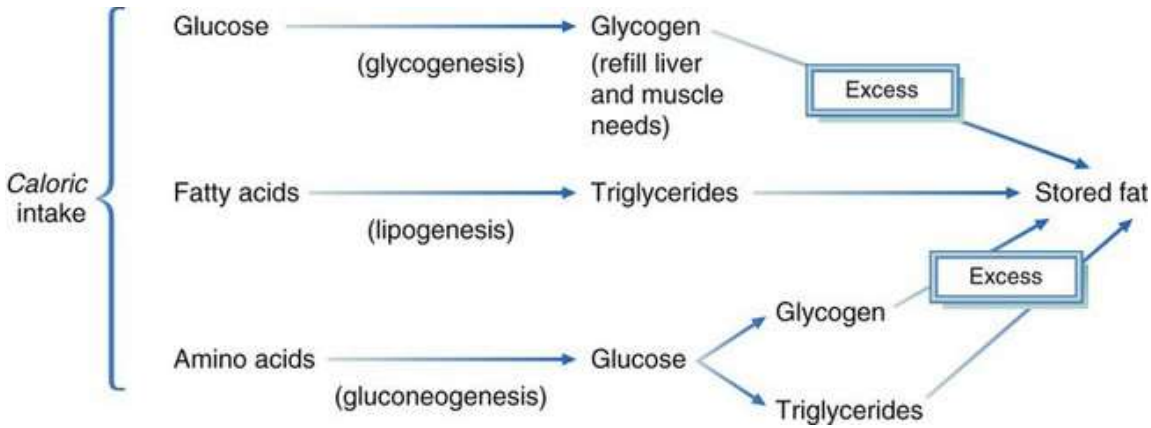 Glucose
(glycogenesis)
Glycogen
(refill liver
and muscle
needs)
Excess
Caloric
intake
Fatty acids
(lipogenesis)
Triglycerides
Stored fat
Excess
Amino acids
(gluconeogenesis)
Glucose
Glycogen
Triglycerides